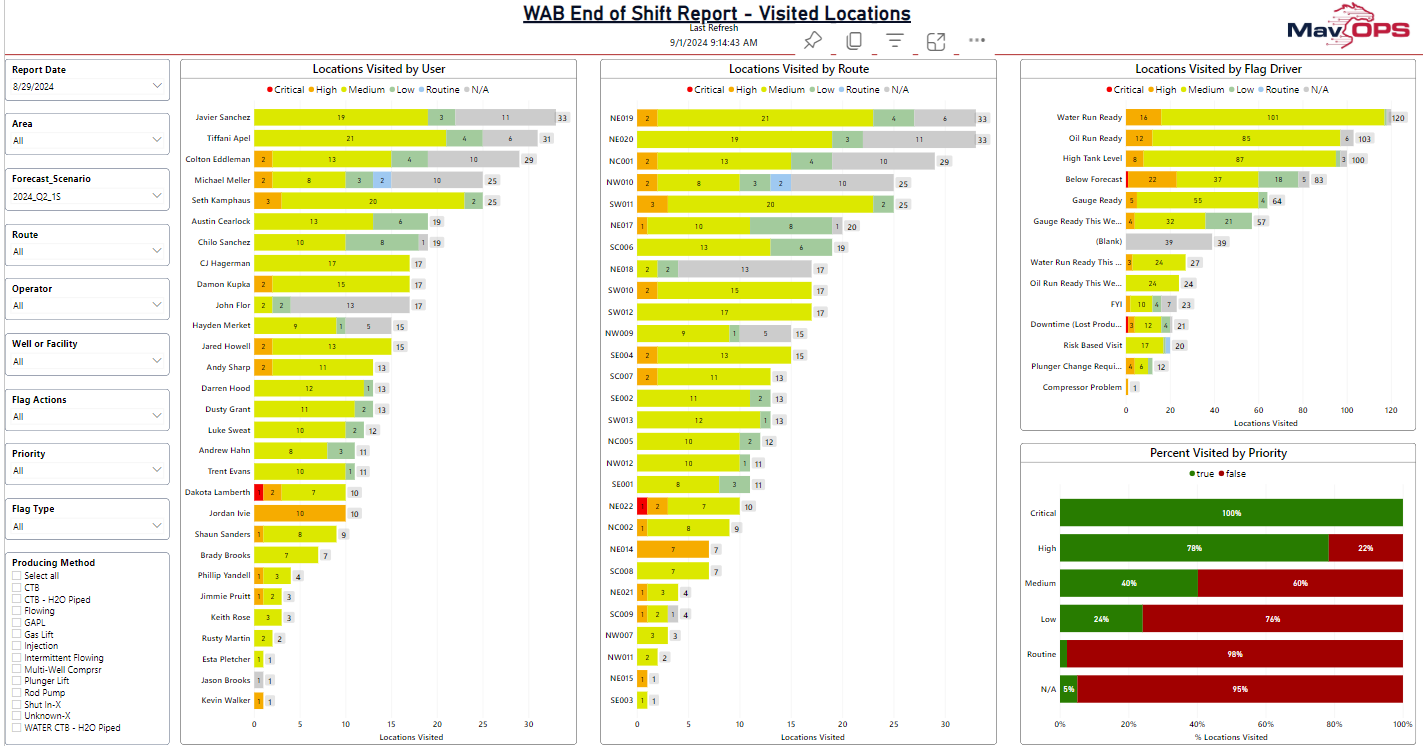 WAB End of Shift Report - Visited Locations
Last Refresh
9/1/2024 9:14:43 AM
MavOPS
Report Date
8/29/2024
Area
All
Forecast_Scenario
2024_Q2_1S
Route
All
Operator
All
Well or Facility
All
Flag Actions
All
Priority
All
Flag Type
All
Producing Method
Select all
CTB
CTB - H2O Piped
Flowing
GAPL
Gas Lift
Injection
Intermittent Flowing
Multi-Well Comprsr
Plunger Lift
Rod Pump
Shut In-X
Unknown-X
WATER CTB - H2O Piped
Locations Visited by User
Critical High Medium Low Routine N/A
Javier Sanchez 19 3 11 33
Tiffani Apel 21 4 6 31
Colton Eddleman 2 13 4 10 29
Michael Meller 2 8 3 2 10 25
Seth Kamphaus 3 20 2 25
Austin Cearlock 13 6 19
Chilo Sanchez 10 8 1 19
CJ Hagerman 17 17
Damon Kupka 2 15 17
John Flor 2 2 13 17
Hayden Merket 9 1 5 15
Jared Howell 2 13 15
Andy Sharp 2 11 13
Darren Hood 12 1 13
Dusty Grant 11 2 13
Luke Sweat 10 2 12
Andrew Hahn 8 3 11
Trent Evans 10 1 11
Dakota Lamberth 1 2 7 10
Jordan Ivie 10 10
Shaun Sanders 1 8 9
Brady Brooks 7 7
Phillip Yandell 1 3 4
Jimmie Pruitt 1 2 3
Keith Rose 3 3
Rusty Martin 2 2
Esta Pletcher 1 1
Jason Brooks 1 1
Kevin Walker 1 1
0 5 10 15 20 25 30
Locations Visited
Locations Visited by Route
Critical High Medium Low Routine N/A
NE019 2 21 4 6 33
NE020 19 3 11 33
NC001 2 13 4 10 29
NW010 2 8 3 2 10 25
SW011 3 20 2 25
NE017 1 10 8 1 20
SC006 13 6 19
NE018 2 2 13 17
SW010 2 15 17
SW012 17 17
NW009 9 1 5 15
SE004 2 13 15
SC007 2 11 13
SE002 11 2 13
SW013 12 1 13
NC005 10 2 12
NW012 10 1 11
SE001 8 3 11
NE022 1 2 7 10
NC002 1 8 9
NE014 7 7
SC008 7 7
NE021 1 3 4
SC009 1 2 1 4
NW007 3 3
NW011 2 2
NE015 1 1
SE003 1 1
0 5 10 15 20 25 30
Locations Visited
Locations Visited by Flag Driver
Critical High Medium Low Routine N/A
Water Run Ready 16 101 120
Oil Run Ready 12 85 6 103
High Tank Level 8 87 3 100
Below Forecast 22 37 18 5 83
Gauge Ready 5 55 4 64
Gauge Ready This We... 4 32 21 57
(Blank) 39 39
Water Run Ready This ... 3 24 27
Oil Run Ready This We... 24 24
FYI 10 4 7 23
Downtime (Lost Produ... 3 12 4 21
Risk Based Visit 17 20
Plunger Change Requi... 4 6 12
Compressor Problem 1
0 20 40 60 80 100 120
Locations Visited
Percent Visited by Priority
true false
Critical 100%
High 78% 22%
Medium 40% 60%
Low 24% 76%
Routine 98%
N/A 5% 95%
0% 20% 40% 60% 80% 100%
% Locations Visited